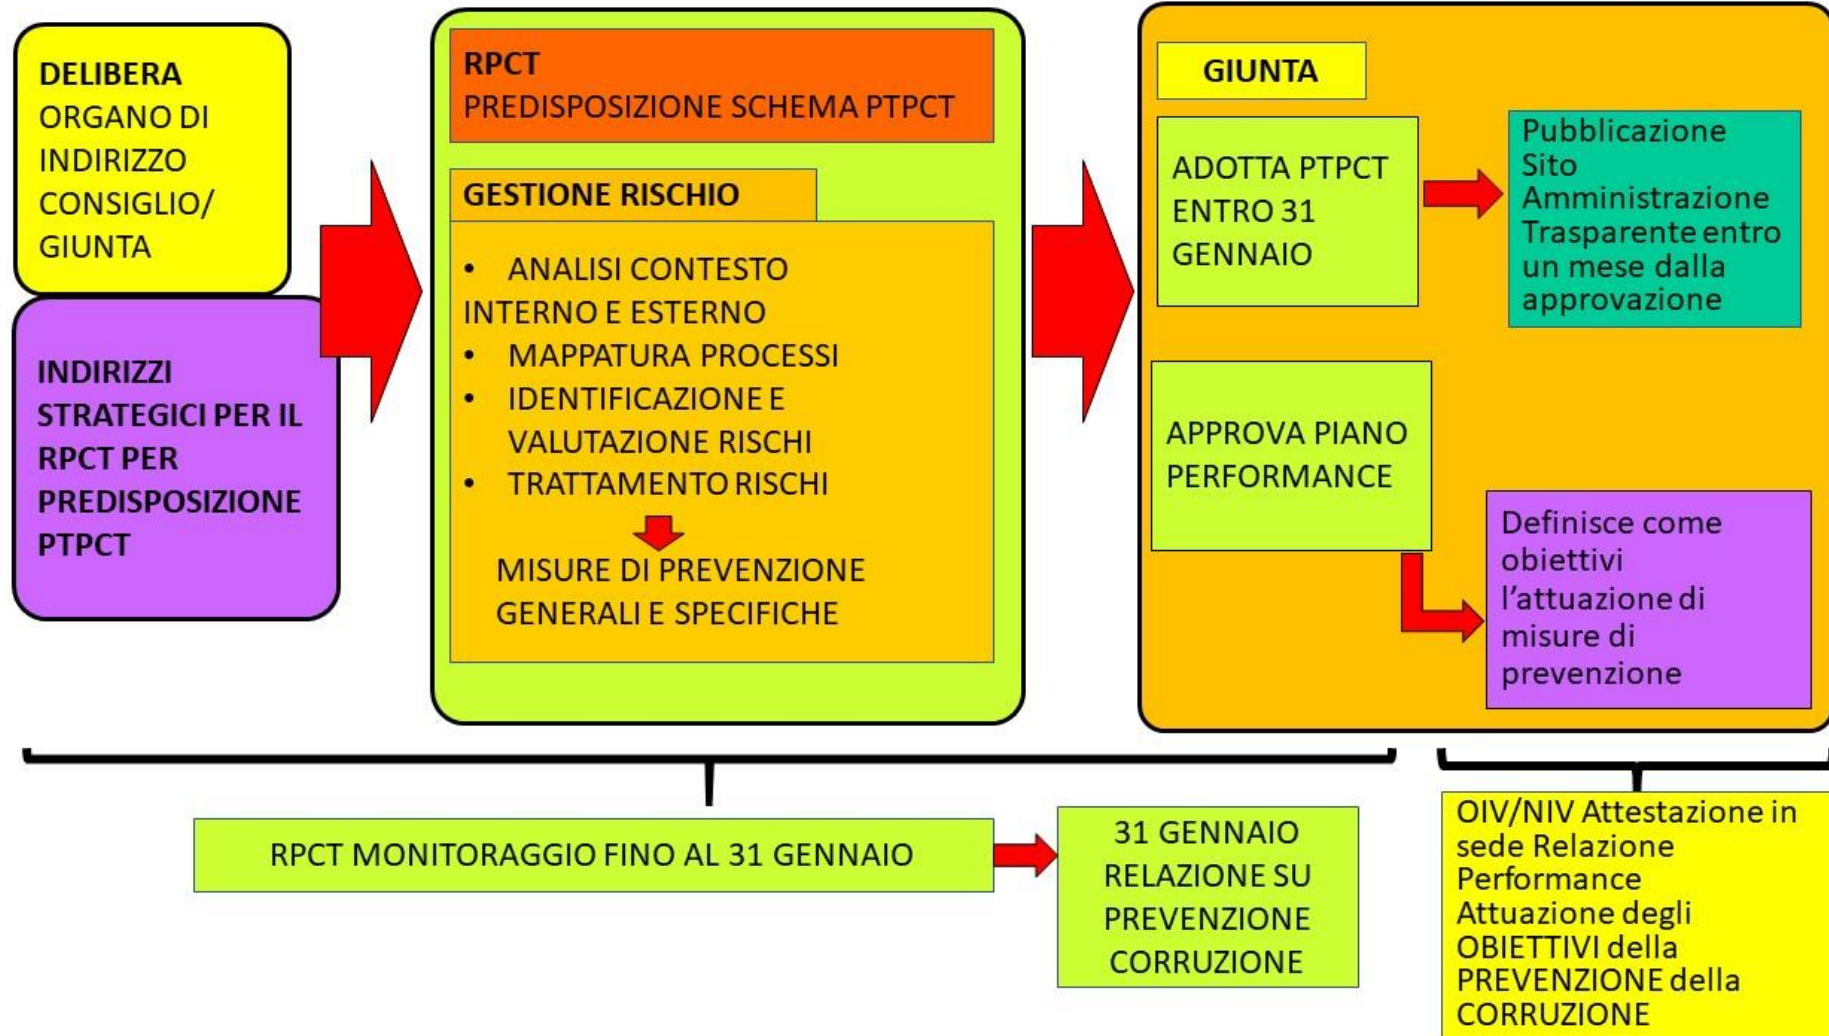 DELIBERA
ORGANO DI
INDIRIZZO
CONSIGLIO/
GIUNTA
INDIRIZZI
STRATEGICI PER IL
RPCT PER
PREDISPOSIZIONE
PTPCT
RPCT
PREDISPOSIZIONE SCHEMA PTPCT
GESTIONE RISCHIO
• ANALISI CONTESTO
INTERNO E ESTERNO
• MAPPATURA PROCESSI
• IDENTIFICAZIONE E
VALUTAZIONE RISCHI
• TRATTAMENTO RISCHI
MISURE DI PREVENZIONE
GENERALI E SPECIFICHE
GIUNTA
ADOTTA PTPCT
ENTRO 31
GENNAIO
Pubblicazione
Sito
Amministrazione
Trasparente entro
un mese dalla
approvazione
APPROVA PIANO
PERFORMANCE
Definisce come
obiettivi
l’attuazione di
misure di
prevenzione
RPCT MONITORAGGIO FINO AL 31 GENNAIO
31 GENNAIO
RELAZIONE SU
PREVENZIONE
CORRUZIONE
OIV/NIV Attestazione in
sede Relazione
Performance
Attuazione degli
OBIETTIVI della
PREVENZIONE della
CORRUZIONE